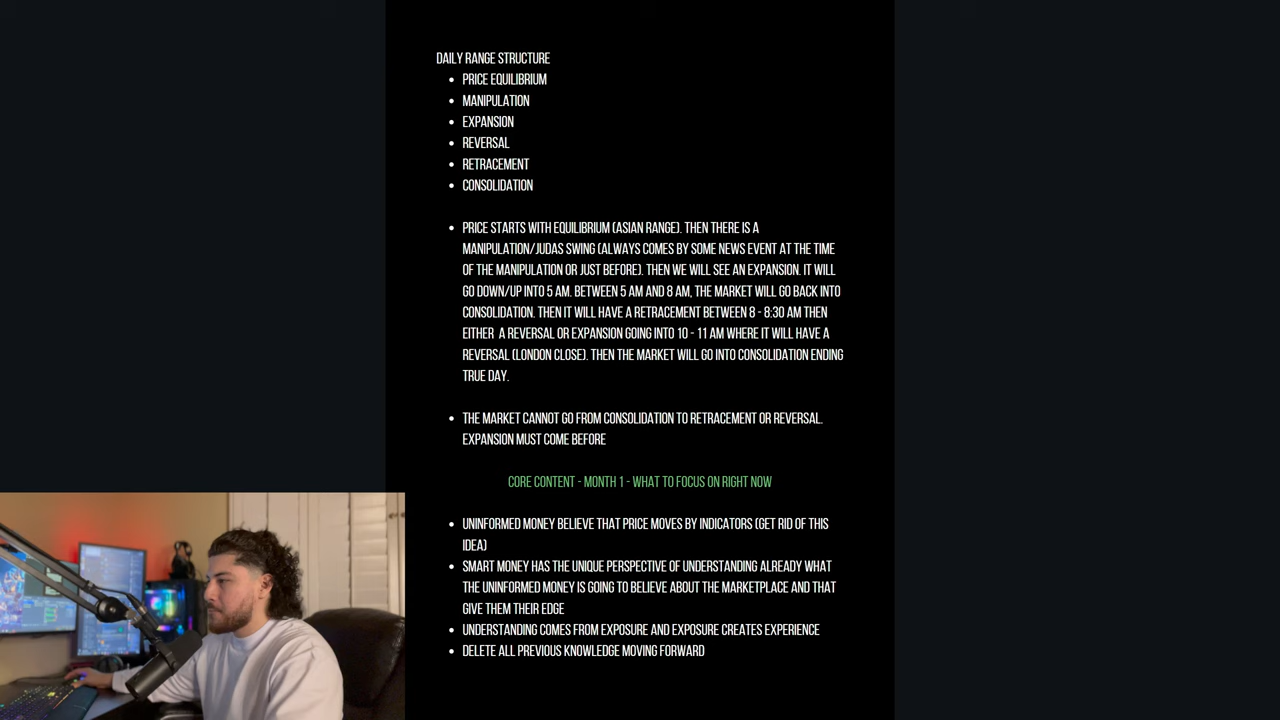 DAILY RANGE STRUCTURE
• PRICE EQUILIBRIUM
• MANIPULATION
• EXPANSION
• REVERSAL
• RETRACEMENT
• CONSOLIDATION
• PRICE STARTS WITH EQUILIBRIUM (ASIAN RANGE). THEN THERE IS A
MANIPULATION/JUDAS SWING (ALWAYS COMES BY SOME NEWS EVENT AT THE TIME
OF THE MANIPULATION OR JUST BEFORE). THEN WE WILL SEE AN EXPANSION. IT WILL
GO DOWN/UP INTO 5 AM. BETWEEN 5 AM AND 8 AM, THE MARKET WILL GO BACK INTO
CONSOLIDATION. THEN IT WILL HAVE A RETRACEMENT BETWEEN 8 - 8:30 AM THEN
EITHER A REVERSAL OR EXPANSION GOING INTO 10 - 11 AM WHERE IT WILL HAVE A
REVERSAL (LONDON CLOSE). THEN THE MARKET WILL GO INTO CONSOLIDATION ENDING
TRUE DAY.
• THE MARKET CANNOT GO FROM CONSOLIDATION TO RETRACEMENT OR REVERSAL.
EXPANSION MUST COME BEFORE
CORE CONTENT - MONTH 1 - WHAT TO FOCUS ON RIGHT NOW
• UNINFORMED MONEY BELIEVE THAT PRICE MOVES BY INDICATORS (GET RID OF THIS
IDEA)
• SMART MONEY HAS THE UNIQUE PERSPECTIVE OF UNDERSTANDING ALREADY WHAT
THE UNINFORMED MONEY IS GOING TO BELIEVE ABOUT THE MARKETPLACE AND THAT
GIVE THEM THEIR EDGE
• UNDERSTANDING COMES FROM EXPOSURE AND EXPOSURE CREATES EXPERIENCE
• DELETE ALL PREVIOUS KNOWLEDGE MOVING FORWARD